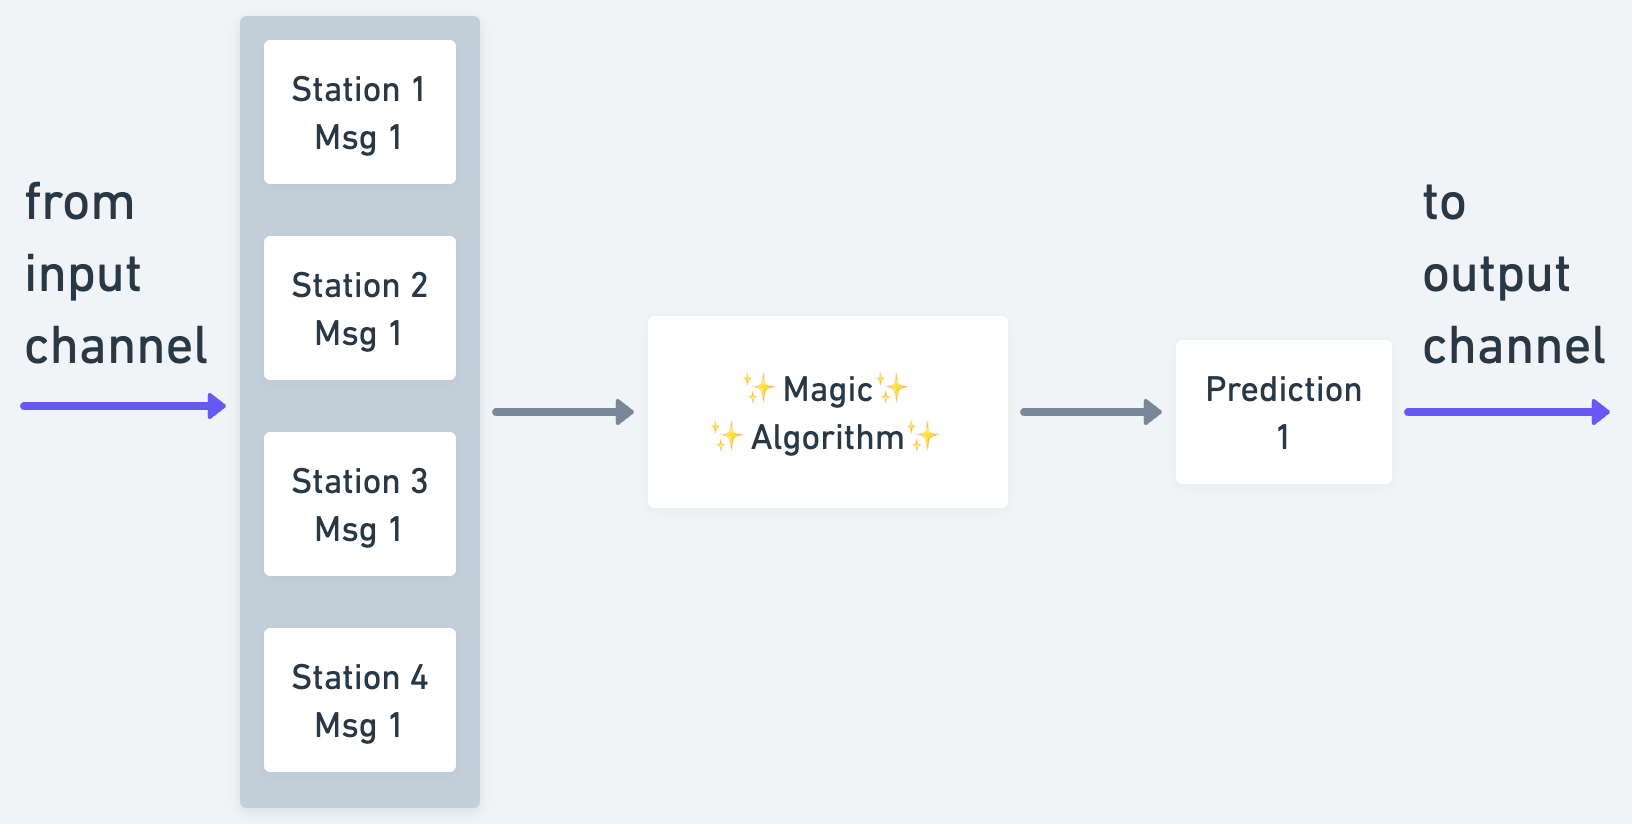 from
input
channel
Station 1
Msg 1
Station 2
Msg 1
Station 3
Msg 1
Station 4
Msg 1
✨Magic✨
✨Algorithm✨
Prediction
1
to
output
channel